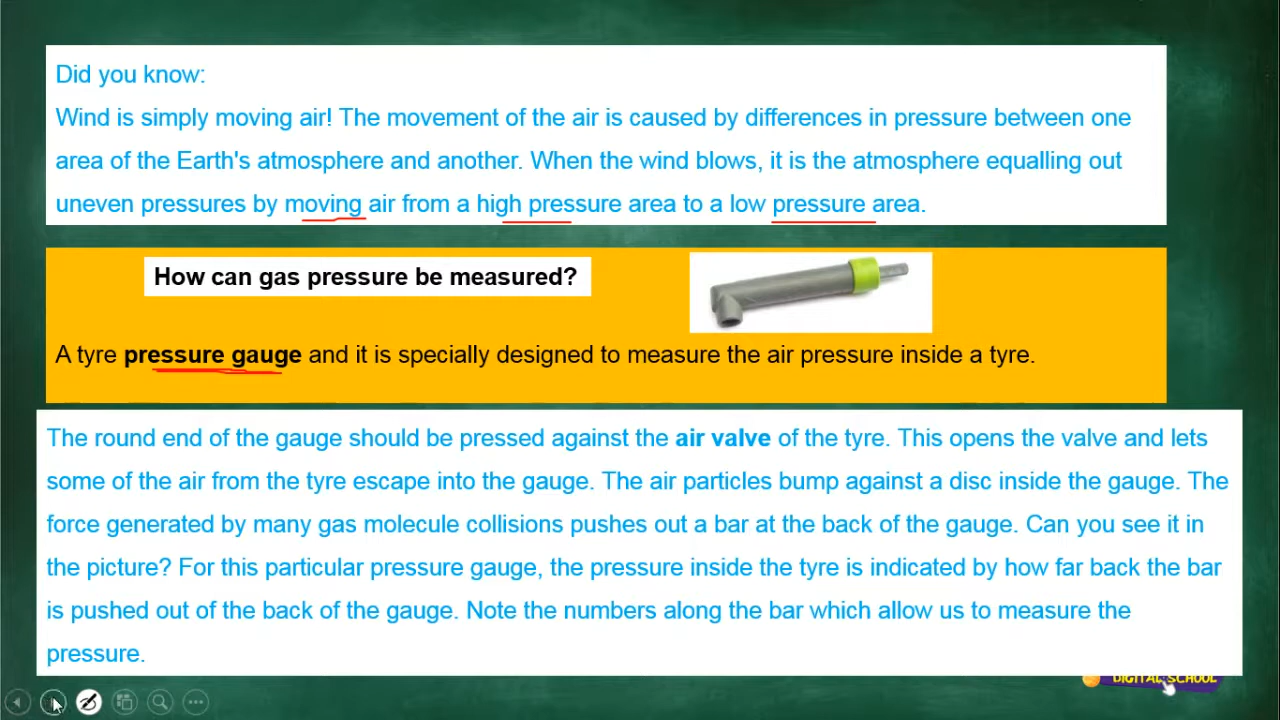 Did you know:
Wind is simply moving air! The movement of the air is caused by differences in pressure between one
area of the Earth's atmosphere and another. When the wind blows, it is the atmosphere equalling out
uneven pressures by moving air from a high pressure area to a low pressure area.
How can gas pressure be measured?
A tyre pressure gauge and it is specially designed to measure the air pressure inside a tyre.
The round end of the gauge should be pressed against the air valve of the tyre. This opens the valve and lets
some of the air from the tyre escape into the gauge. The air particles bump against a disc inside the gauge. The
force generated by many gas molecule collisions pushes out a bar at the back of the gauge. Can you see it in
the picture? For this particular pressure gauge, the pressure inside the tyre is indicated by how far back the bar
is pushed out of the back of the gauge. Note the numbers along the bar which allow us to measure the
pressure.
DIGITAL SCHOOL